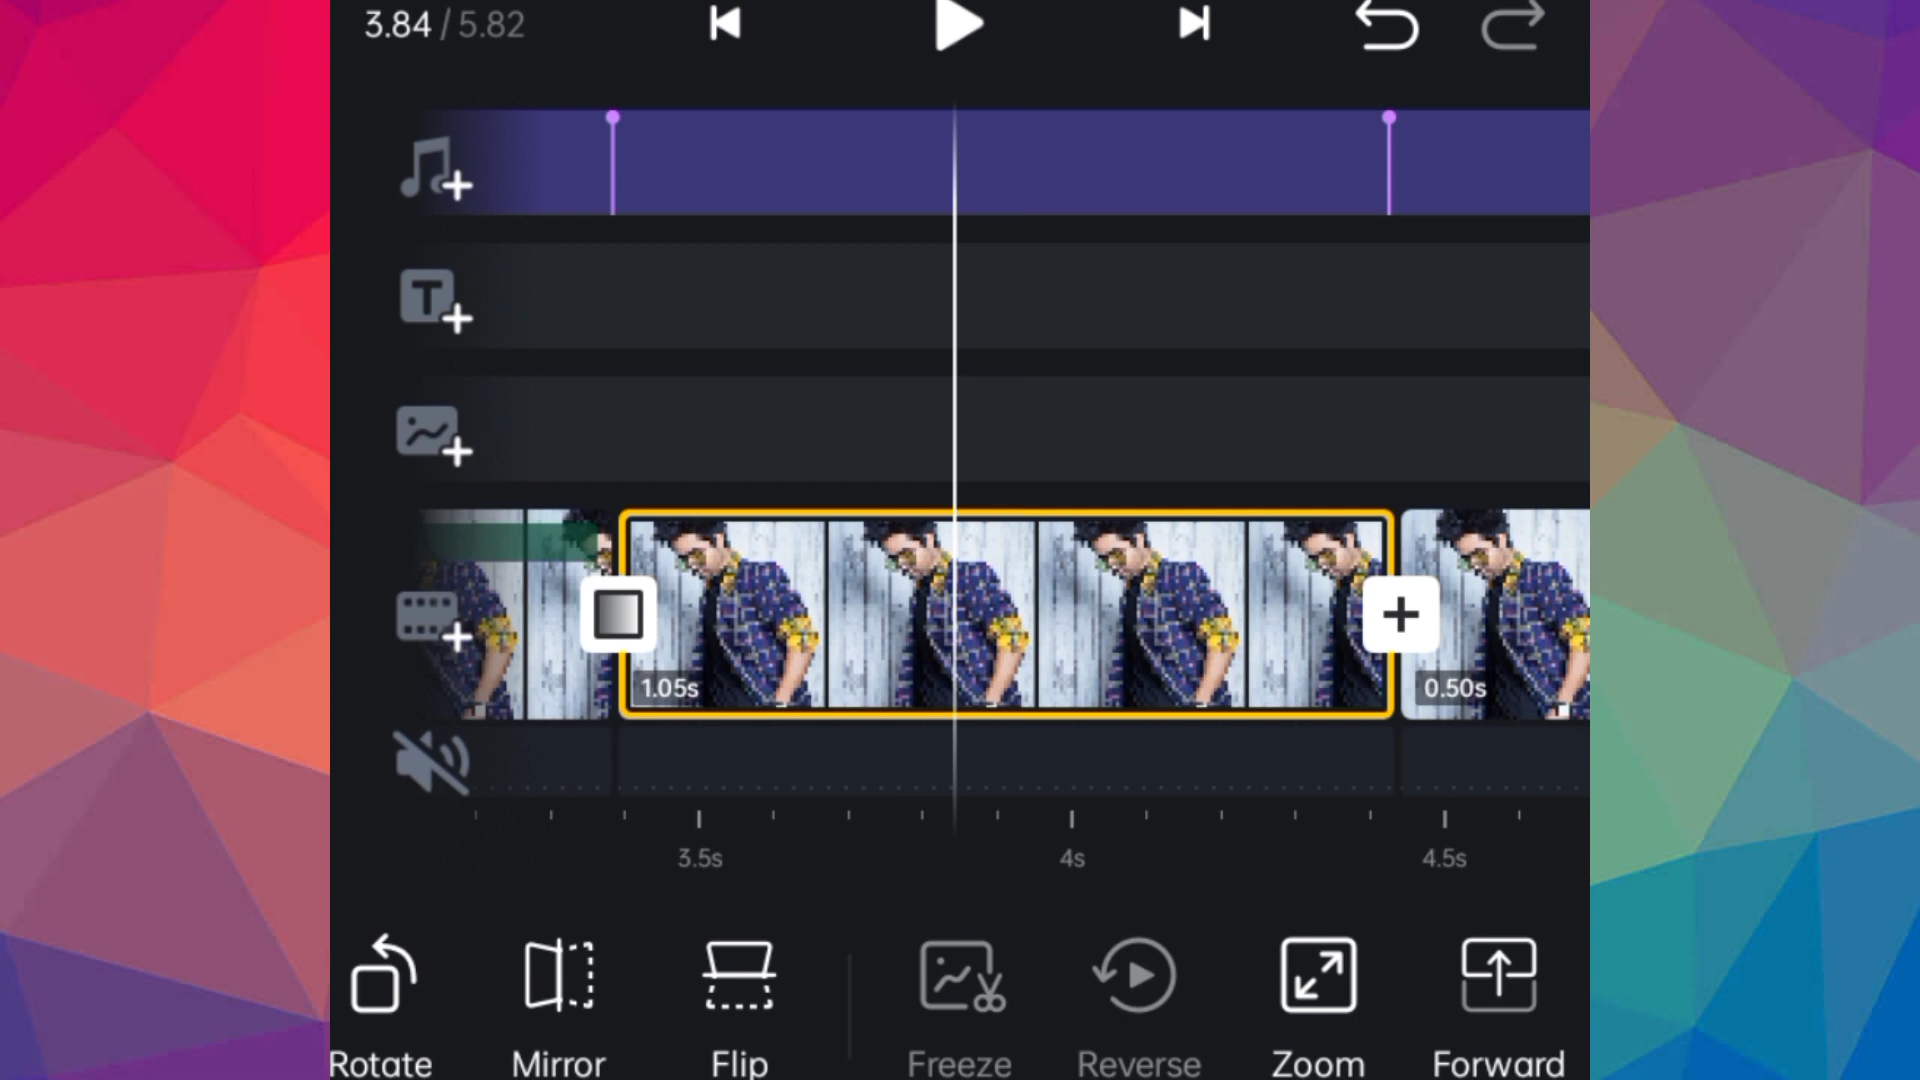 3.84 / 5.82
T
1.05s
0.50s
3.5s 4s 4.5s
Rotate Mirror Flip Freeze Reverse Zoom Forward